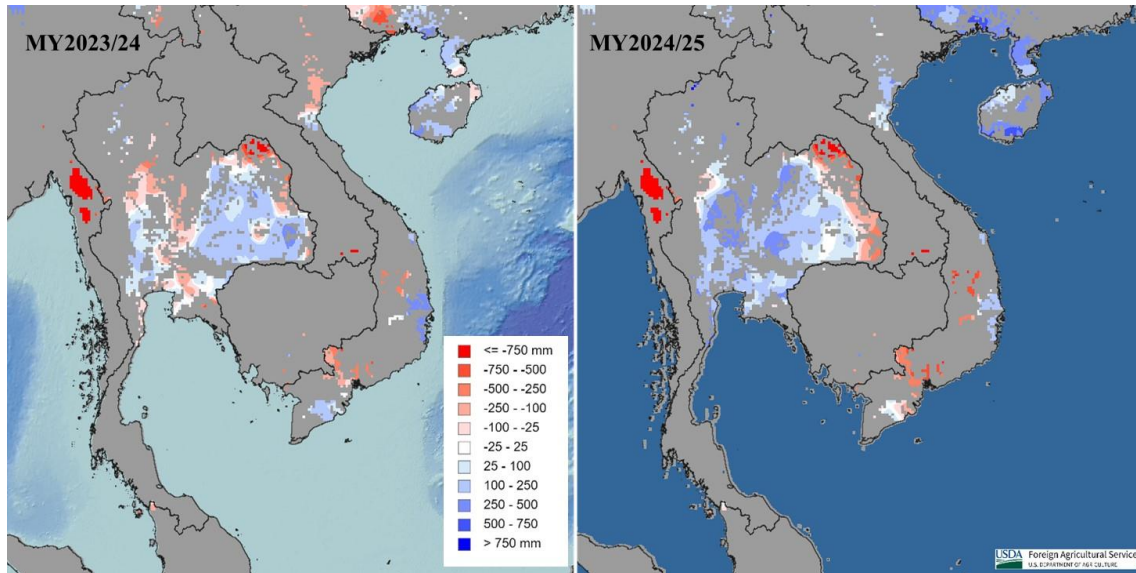 MY2023/24
MY2024/25
<= -750 mm
-750 - -500
-500 - -250
-250 - -100
-100 - -25
-25 - 25
25 - 100
100 - 250
250 - 500
500 - 750
> 750 mm
USDA Foreign Agricultural Service
U.S. DEPARTMENT OF AGRICULTURE